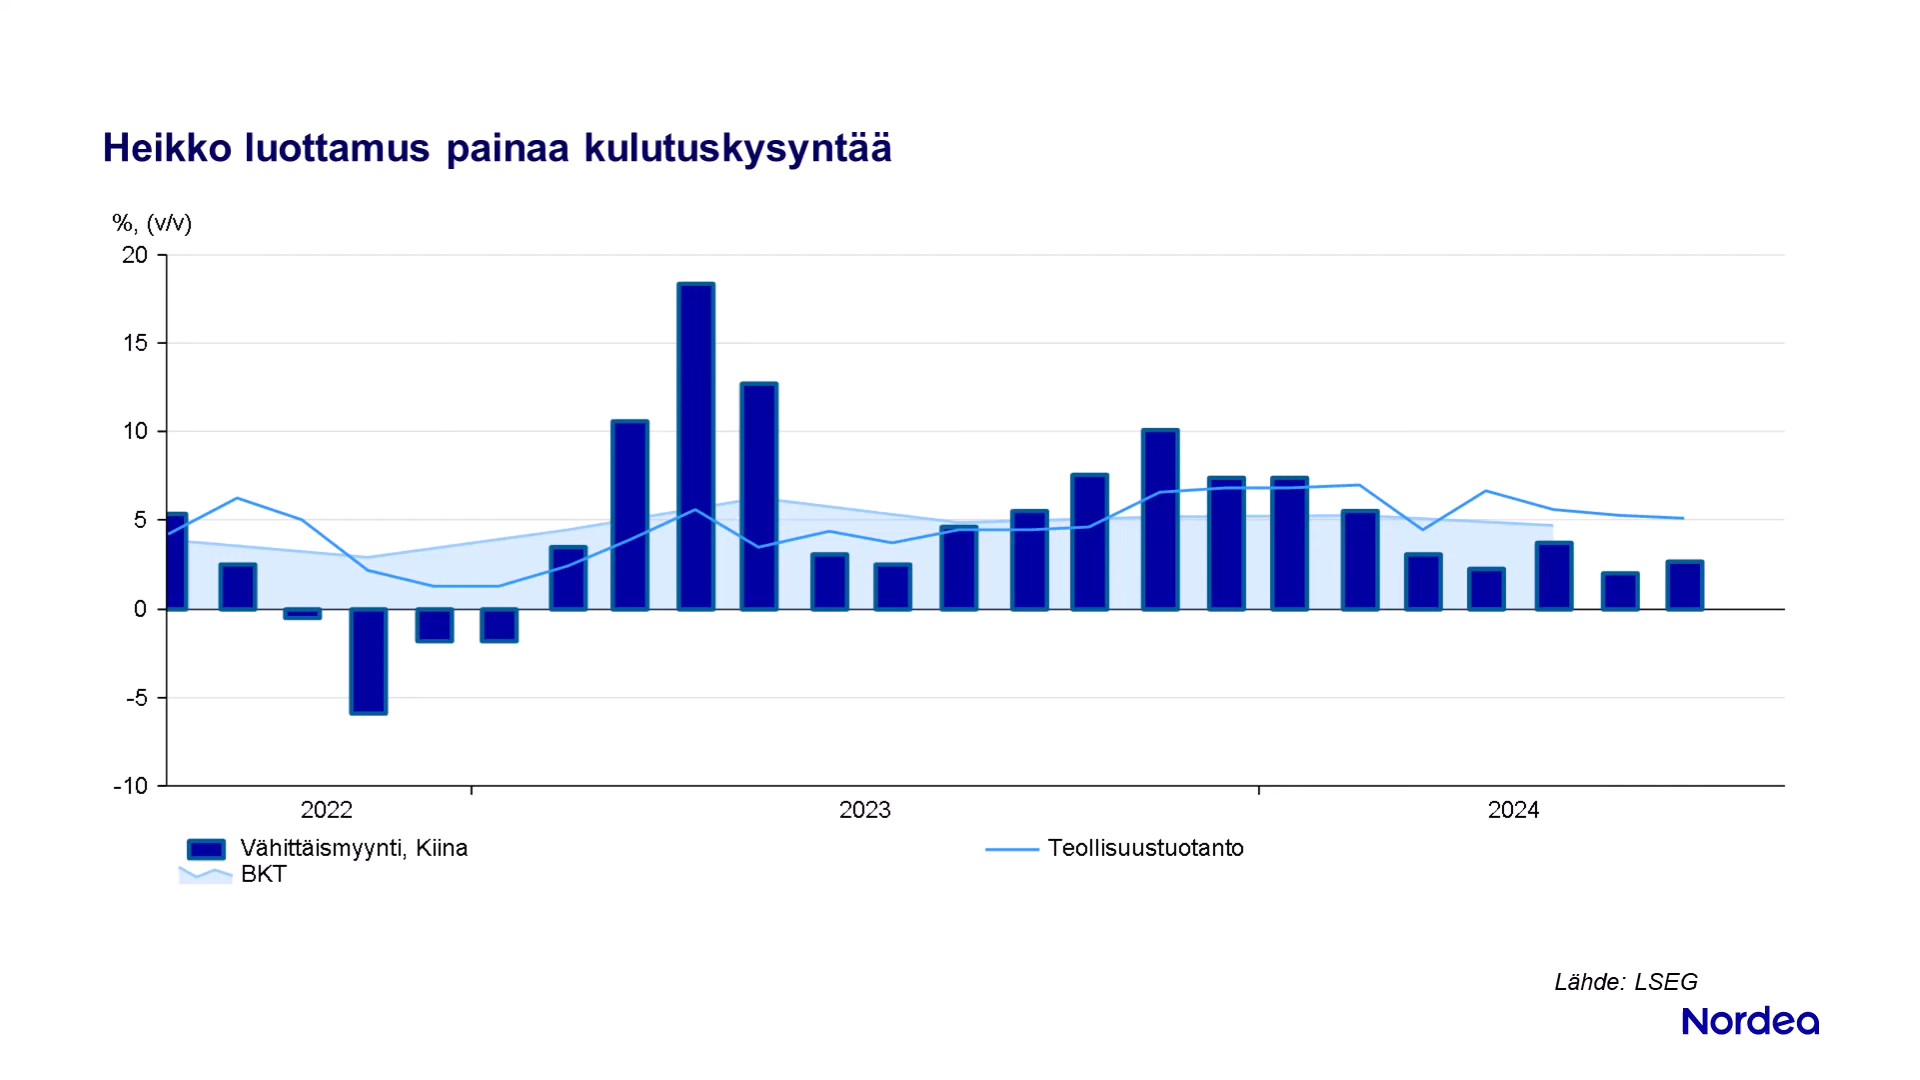 Heikko luottamus painaa kulutuskysyntää
%, (v/v)
20
15
10
5
0
-5
-10
2022 2023 2024
Vähittäismyynti, Kiina Teollisuustuotanto
BKT
Lähde: LSEG
Nordea